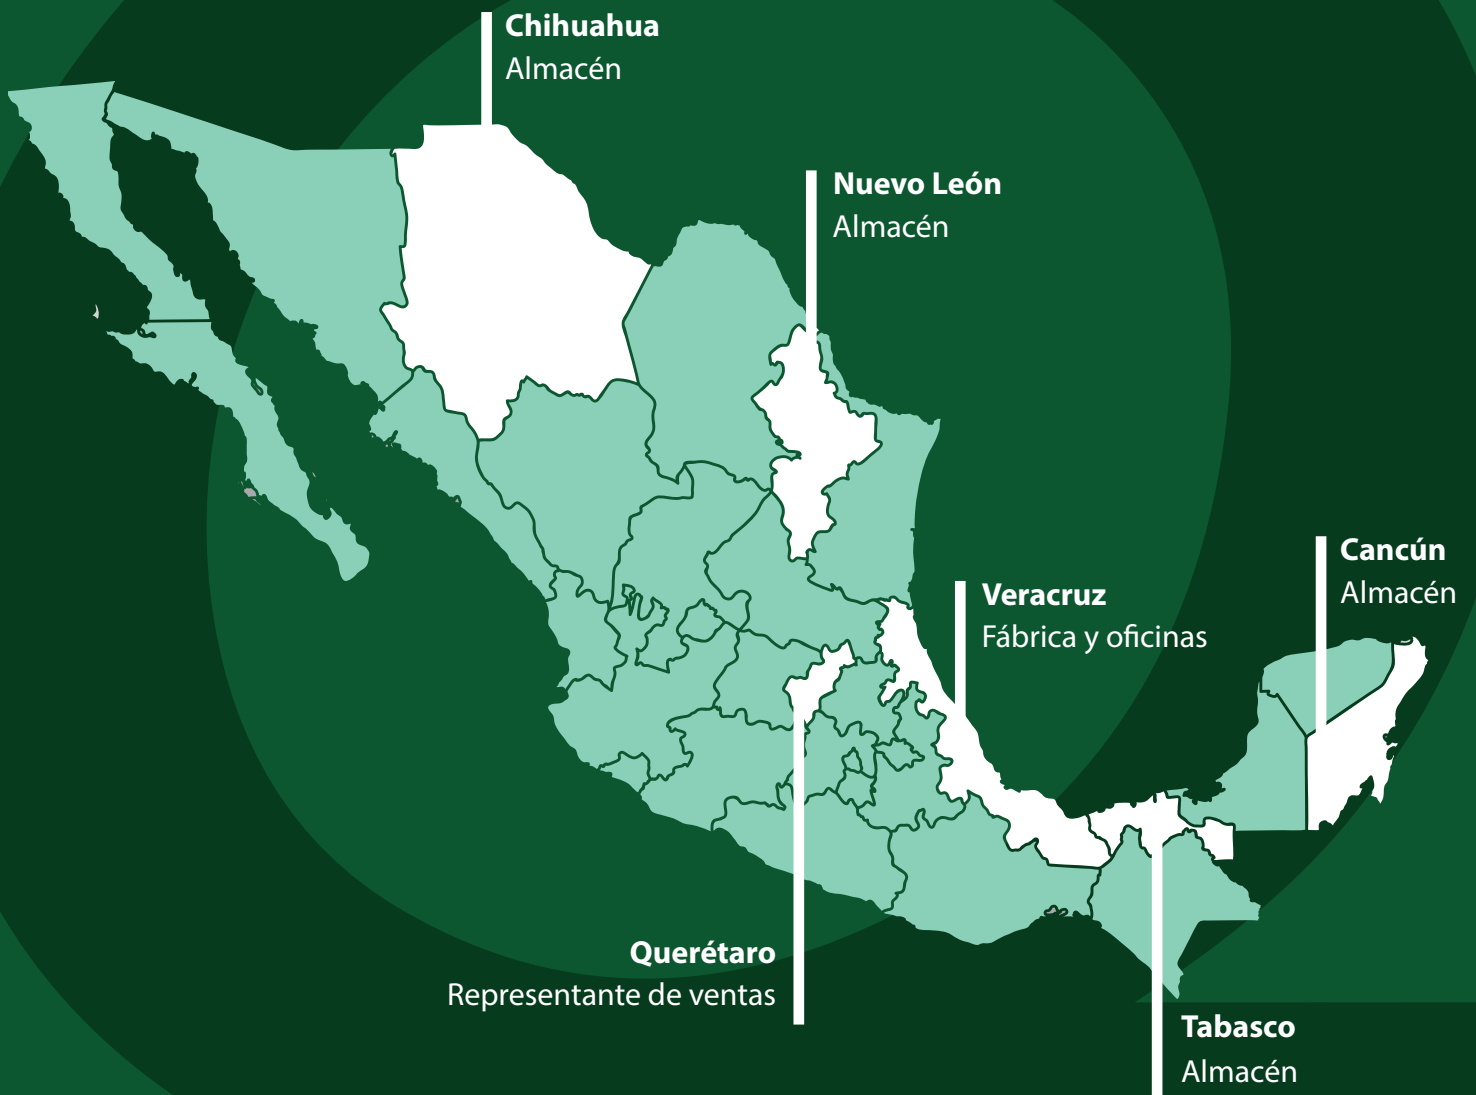 Chihuahua
Almacén
Nuevo León
Almacén
Cancún
Almacén
Veracruz
Fábrica y oficinas
Querétaro
Representante de ventas
Tabasco
Almacén